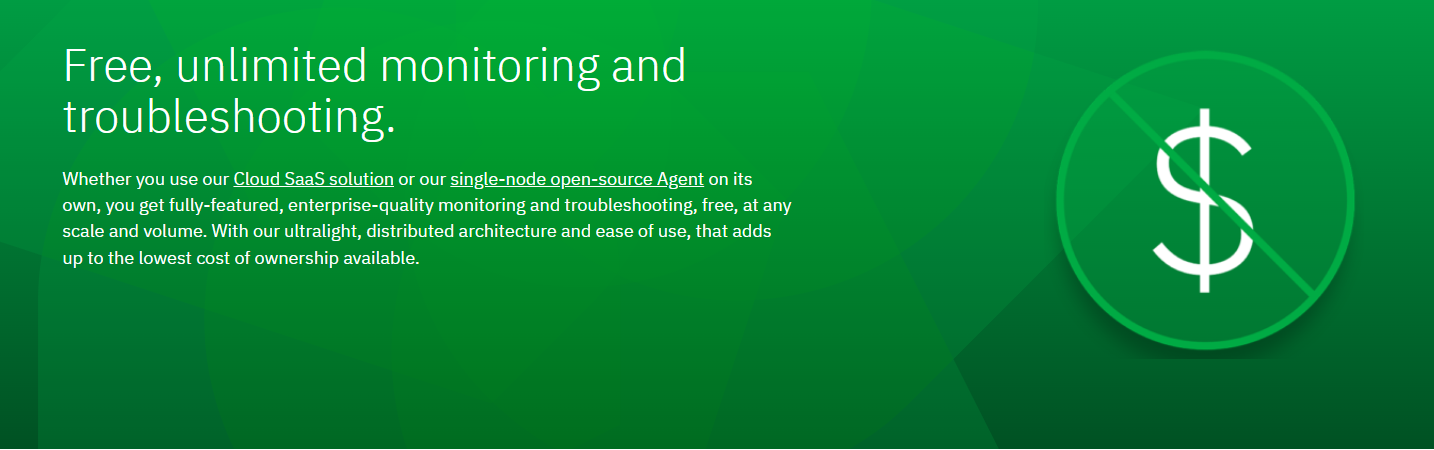 Free, unlimited monitoring and
troubleshooting.
Whether you use our Cloud SaaS solution or our single-node open-source Agent on its
own, you get fully-featured, enterprise-quality monitoring and troubleshooting, free, at any
scale and volume. With our ultralight, distributed architecture and ease of use, that adds
up to the lowest cost of ownership available.
$